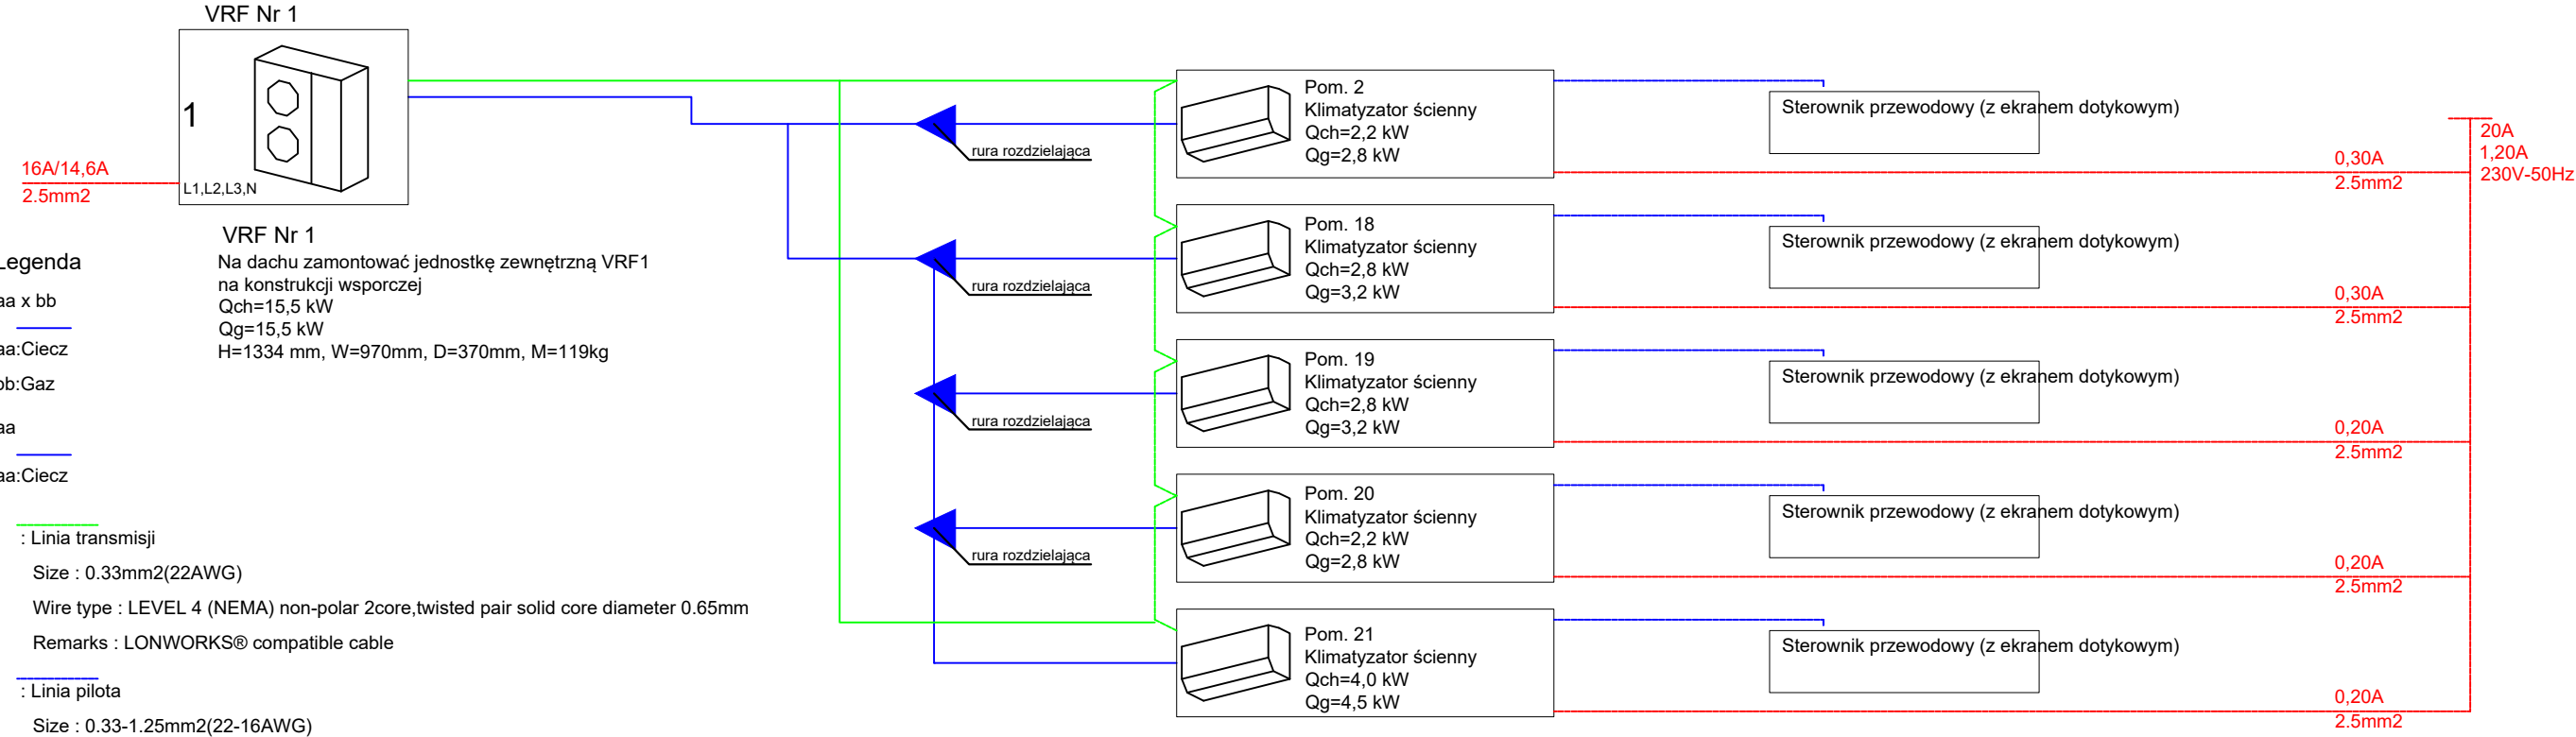 VRF Nr 1
1
L1,L2,L3,N
16A/14,6A
2.5mm2
VRF Nr 1
Na dachu zamontować jednostkę zewnętrzną VRF1
na konstrukcji wsporczej
Qch=15,5 kW
Qg=15,5 kW
H=1334 mm, W=970mm, D=370mm, M=119kg
Legenda
aa x bb
aa:Ciecz
bb:Gaz
aa
aa:Ciecz
: Linia transmisji
Size : 0.33mm2(22AWG)
Wire type : LEVEL 4 (NEMA) non-polar 2core,twisted pair solid core diameter 0.65mm
Remarks : LONWORKS® compatible cable
: Linia pilota
Size : 0.33-1.25mm2(22-16AWG)
rura rozdzielająca
rura rozdzielająca
rura rozdzielająca
rura rozdzielająca
Pom. 2
Klimatyzator ścienny
Qch=2,2 kW
Qg=2,8 kW
Sterownik przewodowy (z ekranem dotykowym)
0,30A
2.5mm2
Pom. 18
Klimatyzator ścienny
Qch=2,8 kW
Qg=3,2 kW
Sterownik przewodowy (z ekranem dotykowym)
0,30A
2.5mm2
Pom. 19
Klimatyzator ścienny
Qch=2,8 kW
Qg=3,2 kW
Sterownik przewodowy (z ekranem dotykowym)
0,20A
2.5mm2
Pom. 20
Klimatyzator ścienny
Qch=2,2 kW
Qg=2,8 kW
Sterownik przewodowy (z ekranem dotykowym)
0,20A
2.5mm2
Pom. 21
Klimatyzator ścienny
Qch=4,0 kW
Qg=4,5 kW
Sterownik przewodowy (z ekranem dotykowym)
0,20A
2.5mm2
20A
1,20A
230V-50Hz